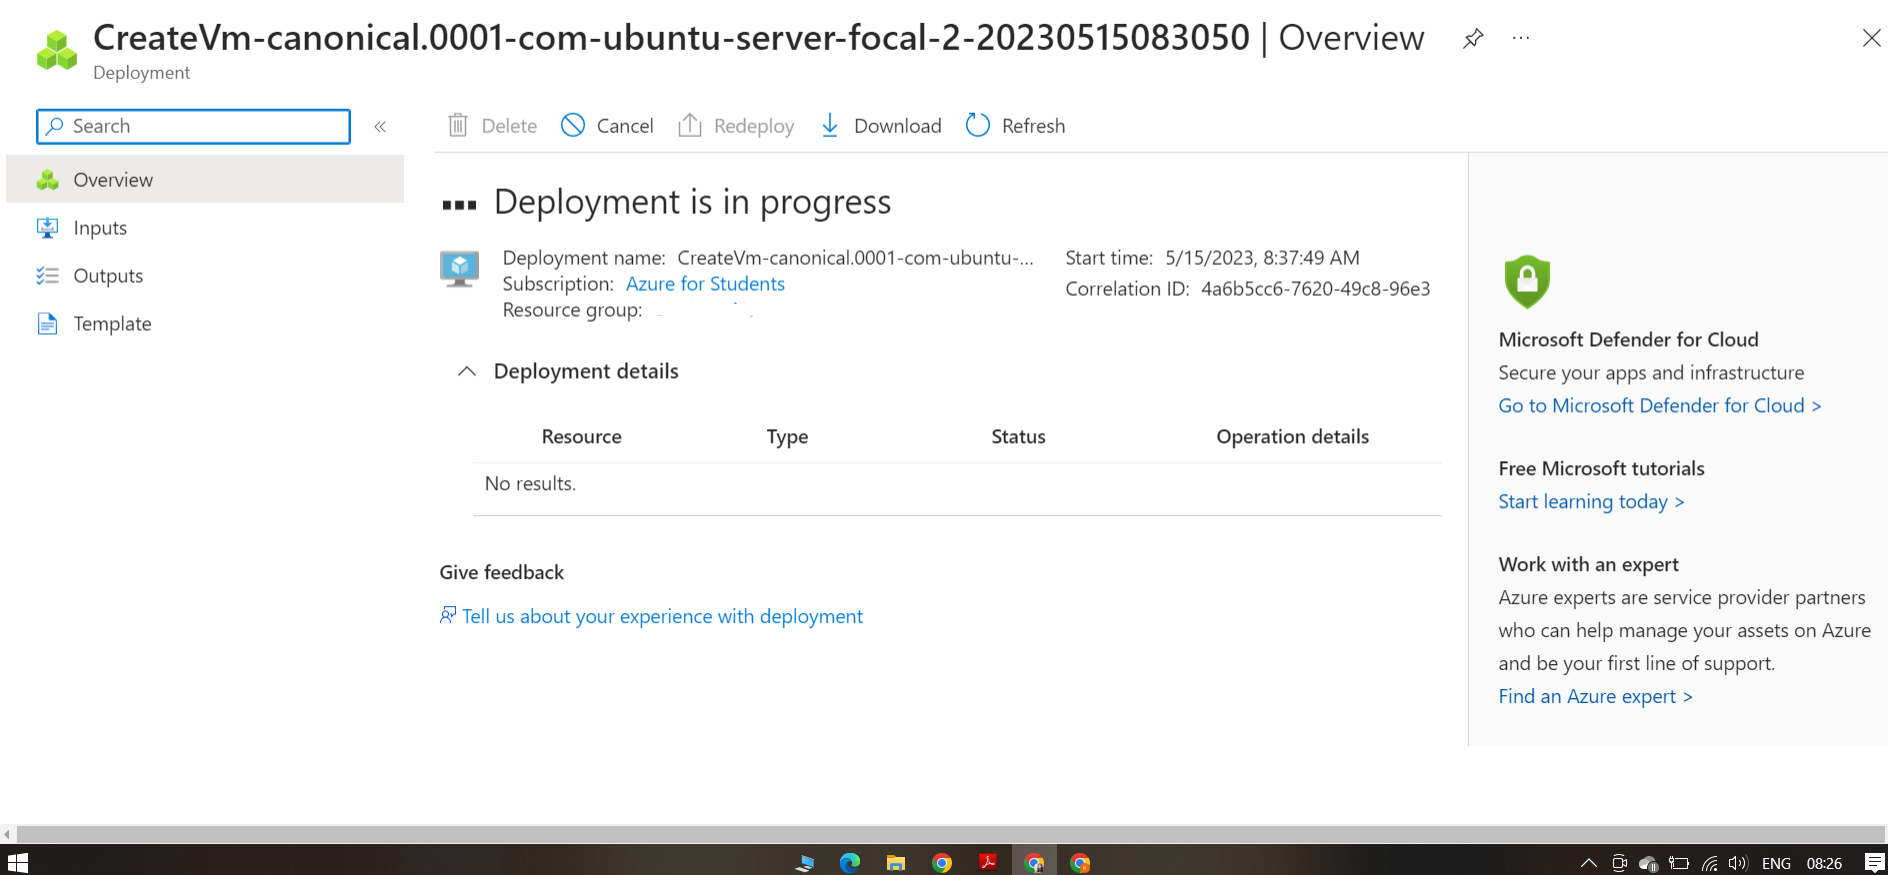 CreateVm-canonical.0001-com-ubuntu-server-focal-2-20230515083050 | Overview
Deployment
Search
Delete
Cancel
Redeploy
Download
Refresh
Overview
Inputs
Outputs
Template
Deployment is in progress
Deployment name: CreateVm-canonical.0001-com-ubuntu-...
Subscription: Azure for Students
Resource group:
Start time: 5/15/2023, 8:37:49 AM
Correlation ID: 4a6b5cc6-7620-49c8-96e3
Deployment details
Resource Type Status Operation details
No results.
Give feedback
Tell us about your experience with deployment
Microsoft Defender for Cloud
Secure your apps and infrastructure
Go to Microsoft Defender for Cloud >
Free Microsoft tutorials
Start learning today >
Work with an expert
Azure experts are service provider partners
who can help manage your assets on Azure
and be your first line of support.
Find an Azure expert >
ENG 08:26